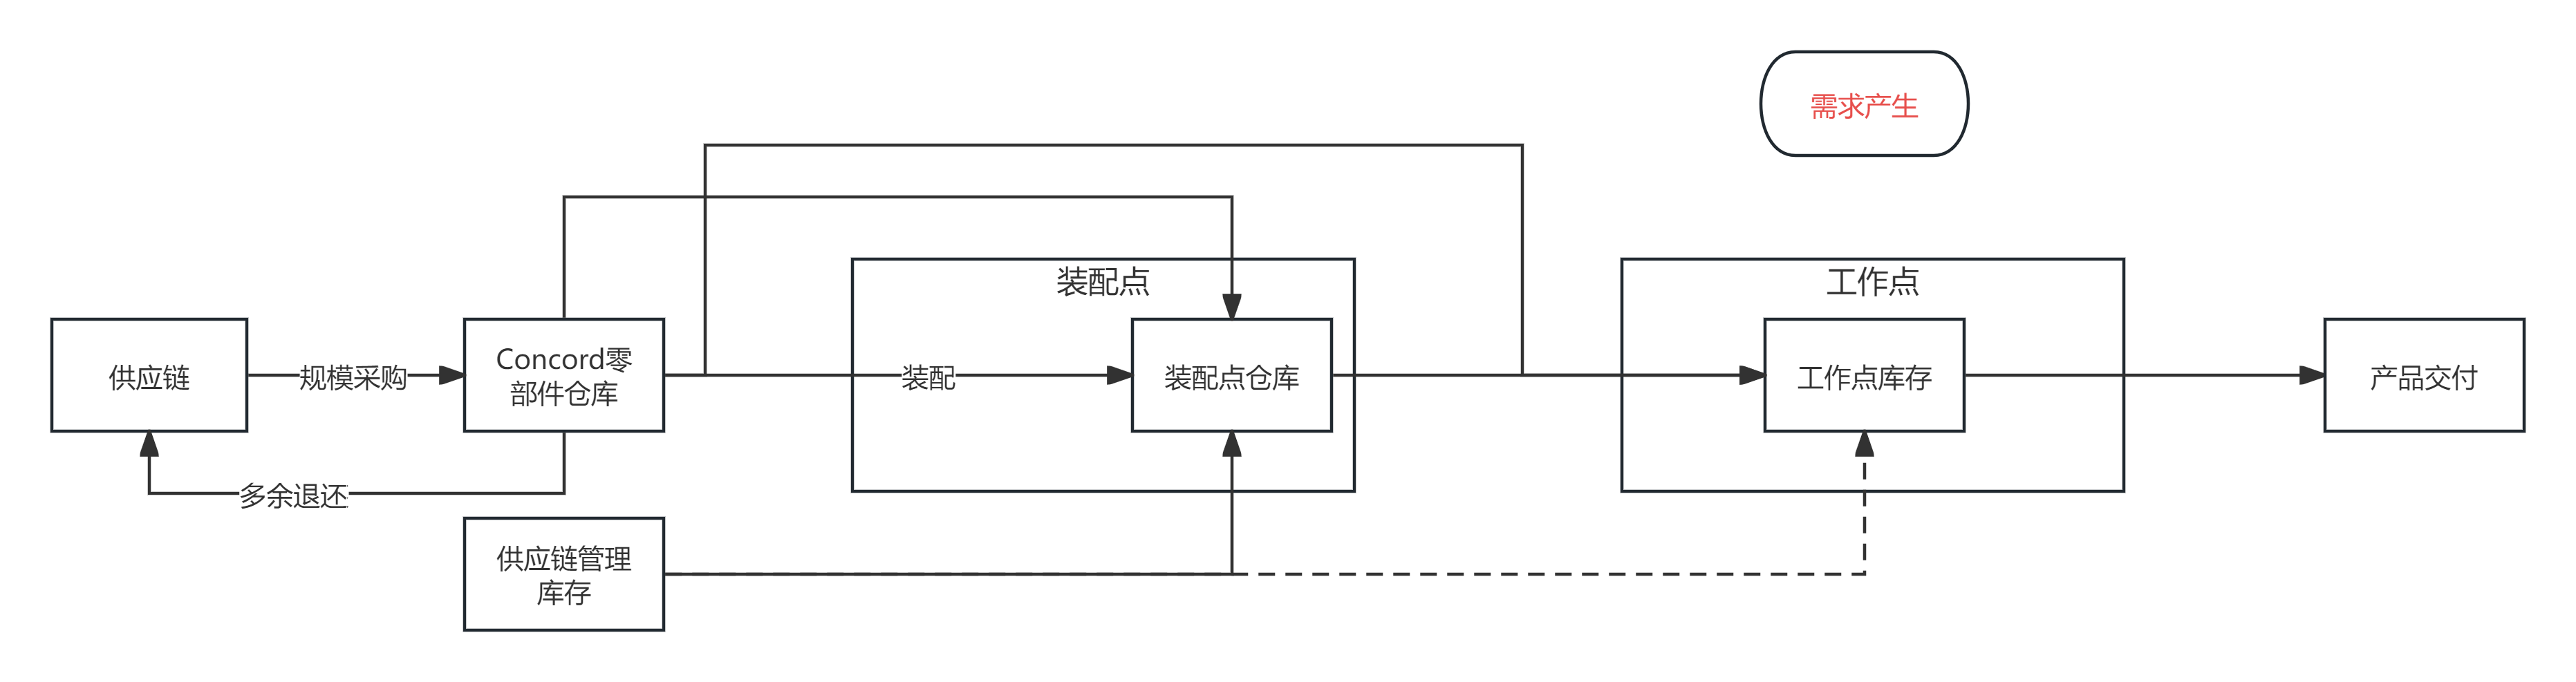 需求产生
装配点
工作点
供应链
规模采购
Concord零
部件仓库
装配
装配点仓库
工作点库存
产品交付
多余退还
供应链管理
库存